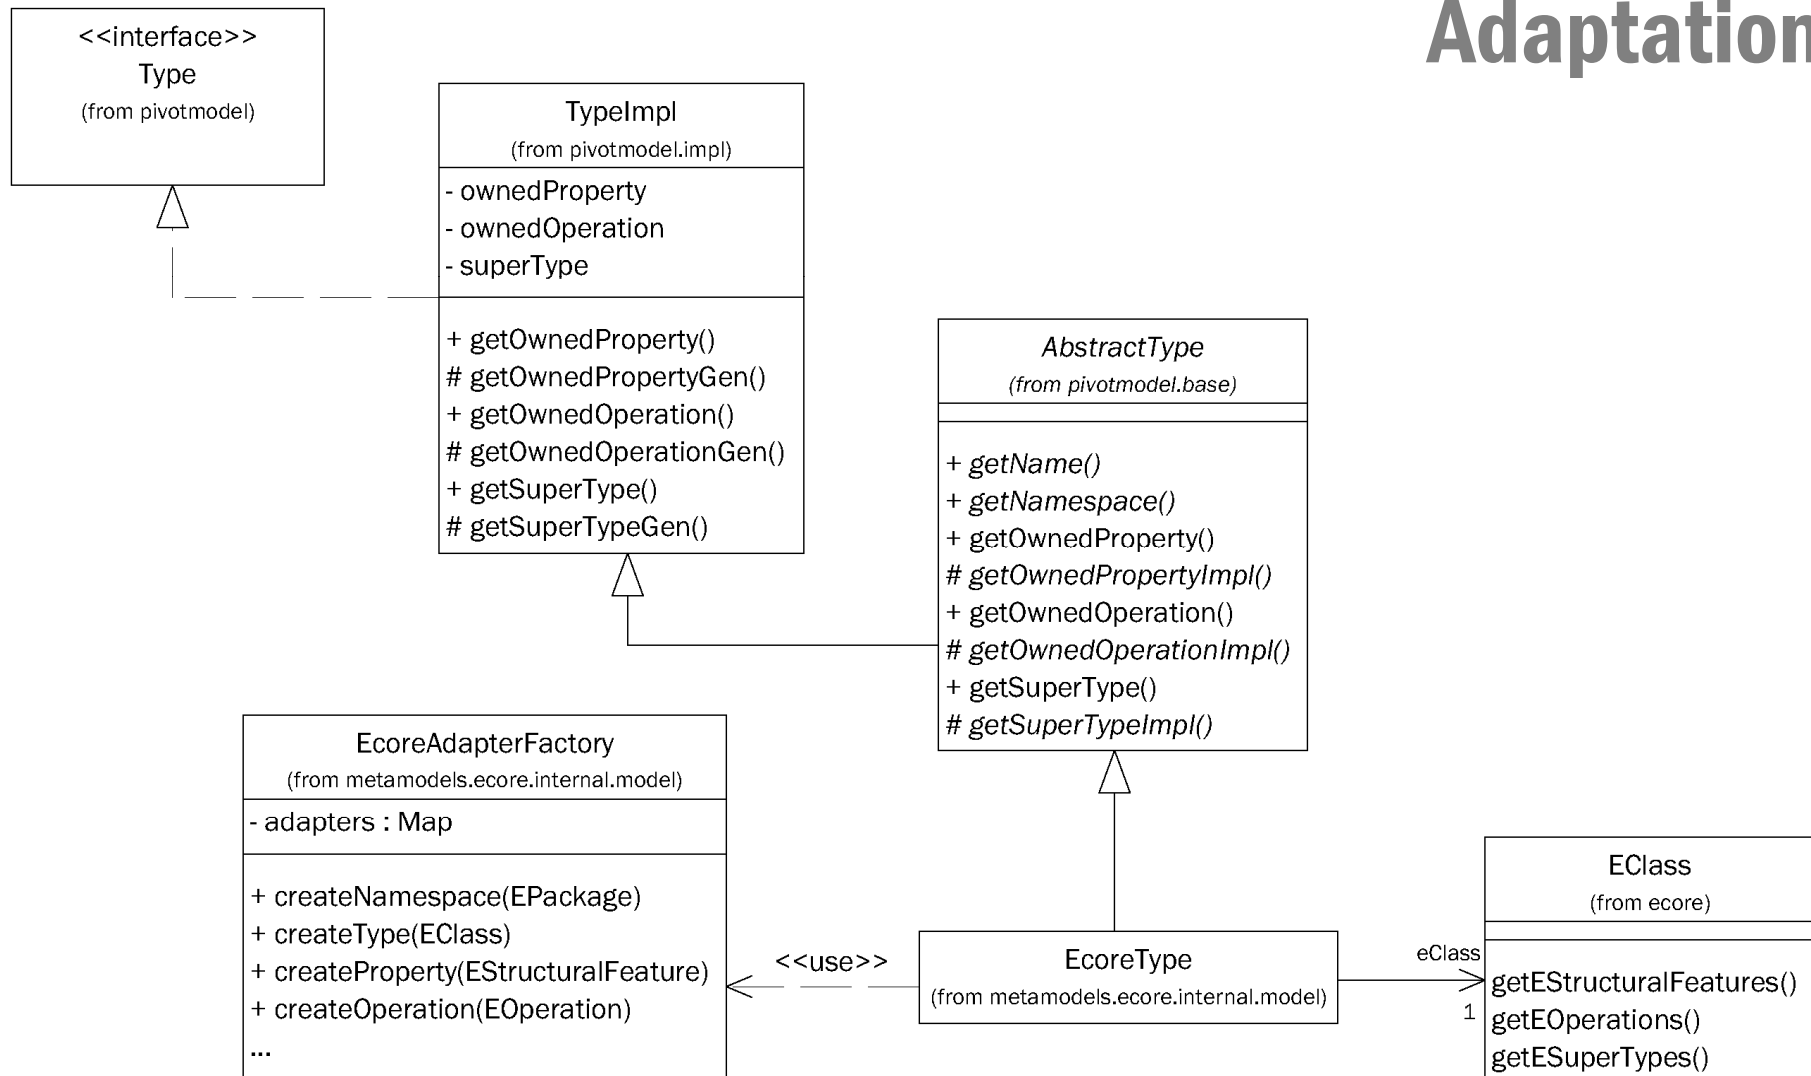 Adaptation
<<interface>>
Type
(from pivotmodel)
TypeImpl
(from pivotmodel.impl)
- ownedProperty
- ownedOperation
- superType
+ getOwnedProperty()
# getOwnedPropertyGen()
+ getOwnedOperation()
# getOwnedOperationGen()
+ getSuperType()
# getSuperTypeGen()
AbstractType
(from pivotmodel.base)
+ getName()
+ getNamespace()
+ getOwnedProperty()
# getOwnedPropertyImpl()
+ getOwnedOperation()
# getOwnedOperationImpl()
+ getSuperType()
# getSuperTypeImpl()
EcoreAdapterFactory
(from metamodels.ecore.internal.model)
- adapters : Map
+ createNamespace(EPackage)
+ createType(EClass)
+ createProperty(EStructuralFeature)
+ createOperation(EOperation)
...
<<use>>
EcoreType
(from metamodels.ecore.internal.model)
eClass
1
EClass
(from ecore)
getEStructuralFeatures()
getEOperations()
getESuperTypes()